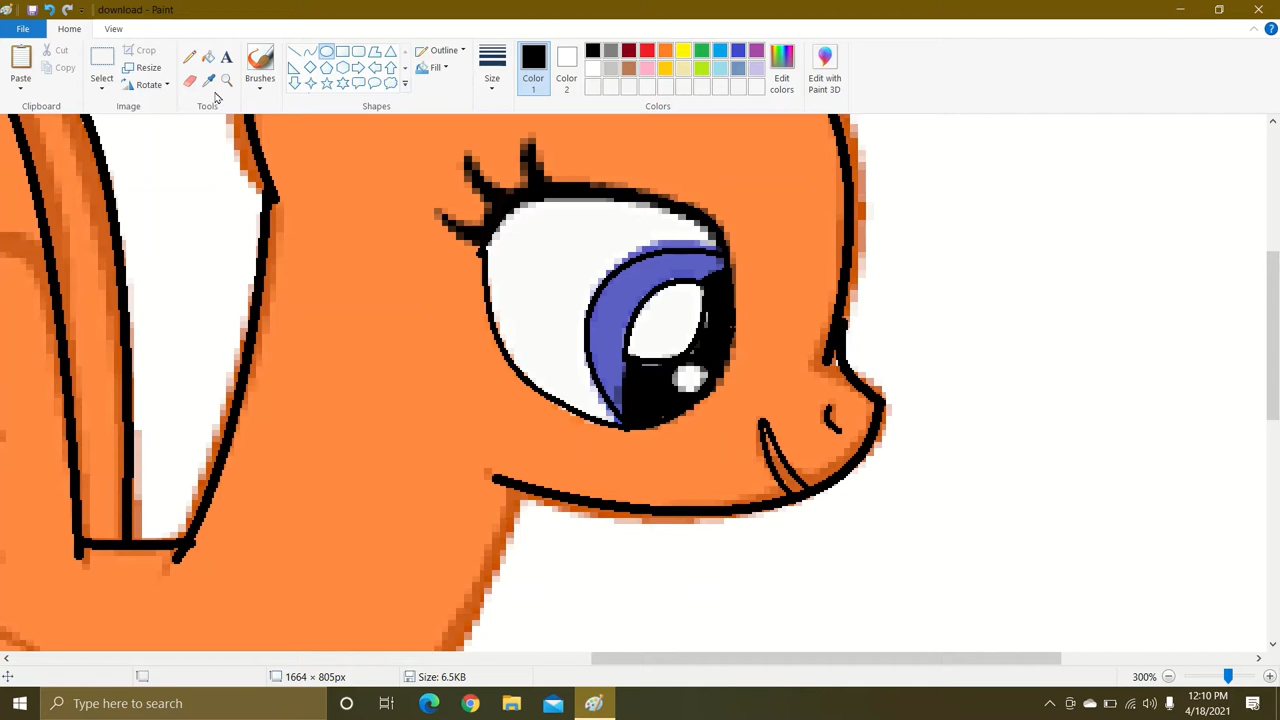 download - Paint
File
Home
View
Paste
Cut
Copy
Clipboard
Select
Crop
Resize
Rotate
Image
A
Tools
Brushes
Outline
Fill
Shapes
Size
Color
1
Color
2
Edit
colors
Colors
Edit with
Paint 3D
1664 × 805px
Size: 6.5KB
300%
Type here to search
12:10 PM
4/18/2021